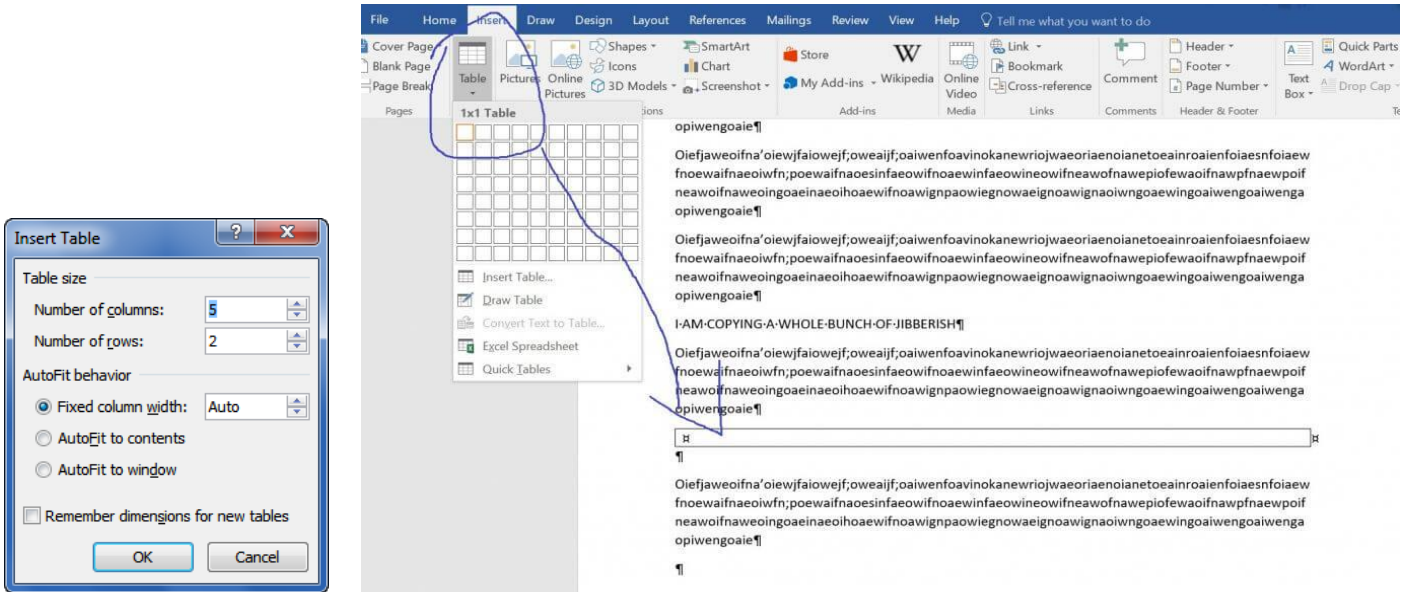 Insert Table
Table size
Number of columns:
5
Number of rows:
2
AutoFit behavior
Fixed column width:
Auto
AutoFit to contents
AutoFit to window
Remember dimensions for new tables
OK
Cancel
File Home Insert Draw Design Layout References Mailings Review View Help Tell me what you want to do
Cover Page
Blank Page
Page Break
Pages
Table
Pictures
Online
Pictures
Shapes
Icons
3D Models
SmartArt
Chart
Screenshot
Store
My Add-ins
Wikipedia
Add-ins
Online
Video
Media
Link
Bookmark
Cross-reference
Links
Comment
Comments
Header
Footer
Page Number
Header & Footer
Text
Box
Quick Parts
WordArt
Drop Cap
1x1 Table
Insert Table...
Draw Table
Convert Text to Table...
Excel Spreadsheet
Quick Tables
opiwengoaie¶
Oiefjaweoifna'oiewjfaiowejf;oweaijf;oaiwenfoavinokanewriojwaeoriaenoianetoeainroaienfoiaesnfoiaew
fnoewaifnaeoiwfn;poewaifnaoesinfaeowifnoaewinfaeowineowifneawofnawepiofewaoifnawpfnaewpoif
neawoifnaweoingoaeinaeoihoaewifnoawignpaowiegnowaeignoawignaoiwngoaewingoaiwengoaiwenga
opiwengoaie¶
Oiefjaweoifna'oiewjfaiowejf;oweaijf;oaiwenfoavinokanewriojwaeoriaenoianetoeainroaienfoiaesnfoiaew
fnoewaifnaeoiwfn;poewaifnaoesinfaeowifnoaewinfaeowineowifneawofnawepiofewaoifnawpfnaewpoif
neawoifnaweoingoaeinaeoihoaewifnoawignpaowiegnowaeignoawignaoiwngoaewingoaiwengoaiwenga
opiwengoaie¶
I·AM·COPYING·A·WHOLE·BUNCH·OF·JIBBERISH¶
Oiefjaweoifna'oiewjfaiowejf;oweaijf;oaiwenfoavinokanewriojwaeoriaenoianetoeainroaienfoiaesnfoiaew
fnoewaifnaeoiwfn;poewaifnaoesinfaeowifnoaewinfaeowineowifneawofnawepiofewaoifnawpfnaewpoif
neawoifnaweoingoaeinaeoihoaewifnoawignpaowiegnowaeignoawignaoiwngoaewingoaiwengoaiwenga
opiwengoaie¶
¤ ¤
¶
Oiefjaweoifna'oiewjfaiowejf;oweaijf;oaiwenfoavinokanewriojwaeoriaenoianetoeainroaienfoiaesnfoiaew
fnoewaifnaeoiwfn;poewaifnaoesinfaeowifnoaewinfaeowineowifneawofnawepiofewaoifnawpfnaewpoif
neawoifnaweoingoaeinaeoihoaewifnoawignpaowiegnowaeignoawignaoiwngoaewingoaiwengoaiwenga
opiwengoaie¶
¶